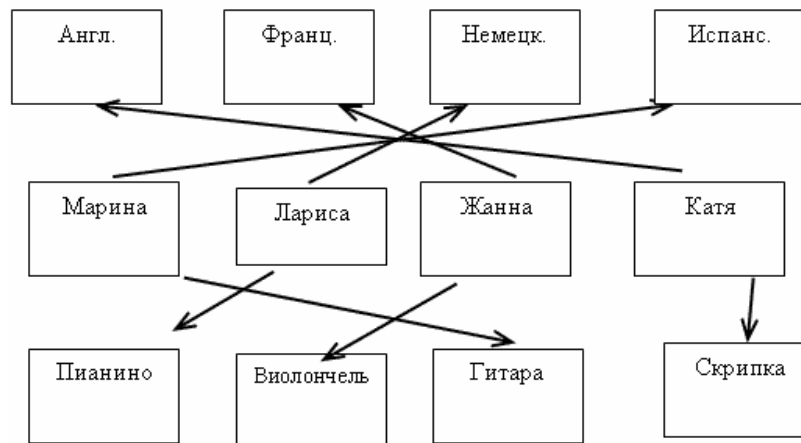 Англ.
Франц.
Немецк.
Испанс.
Марина
Лариса
Жанна
Катя
Пианино
Виолончель
Гитара
Скрипка